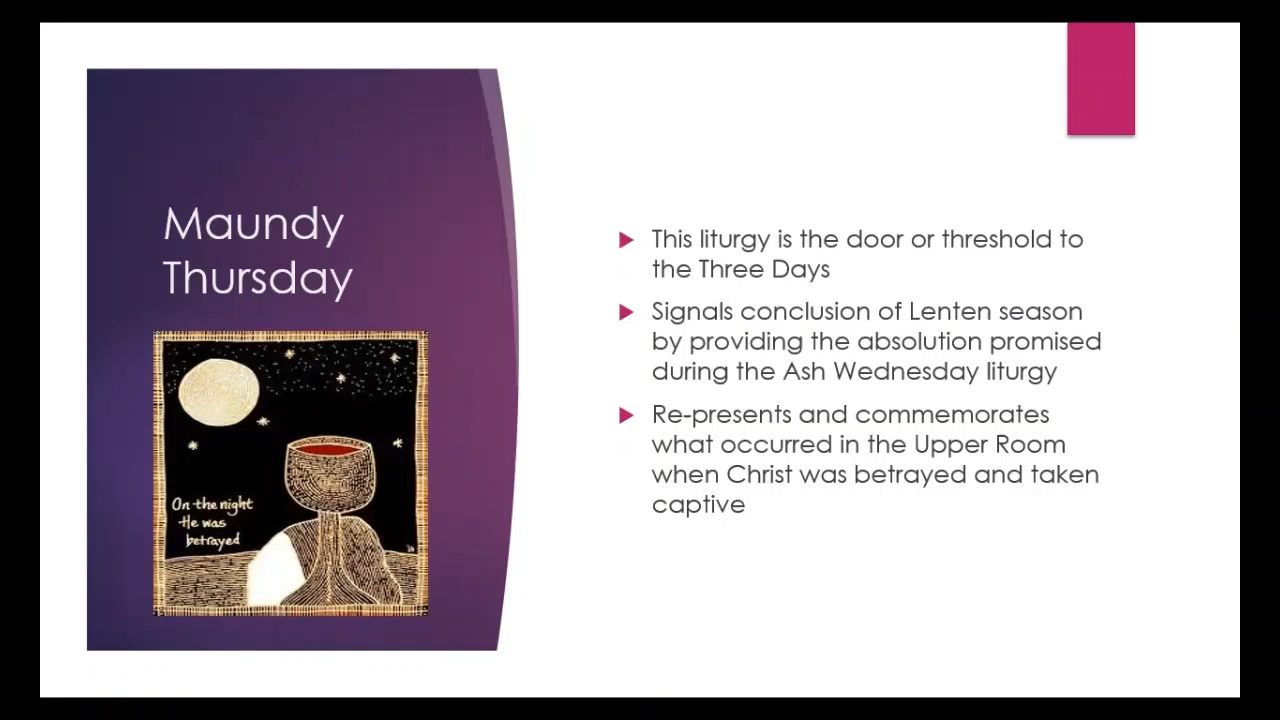 Maundy
Thursday
On the night
He was
betrayed
This liturgy is the door or threshold to
the Three Days
Signals conclusion of Lenten season
by providing the absolution promised
during the Ash Wednesday liturgy
Re-presents and commemorates
what occurred in the Upper Room
when Christ was betrayed and taken
captive